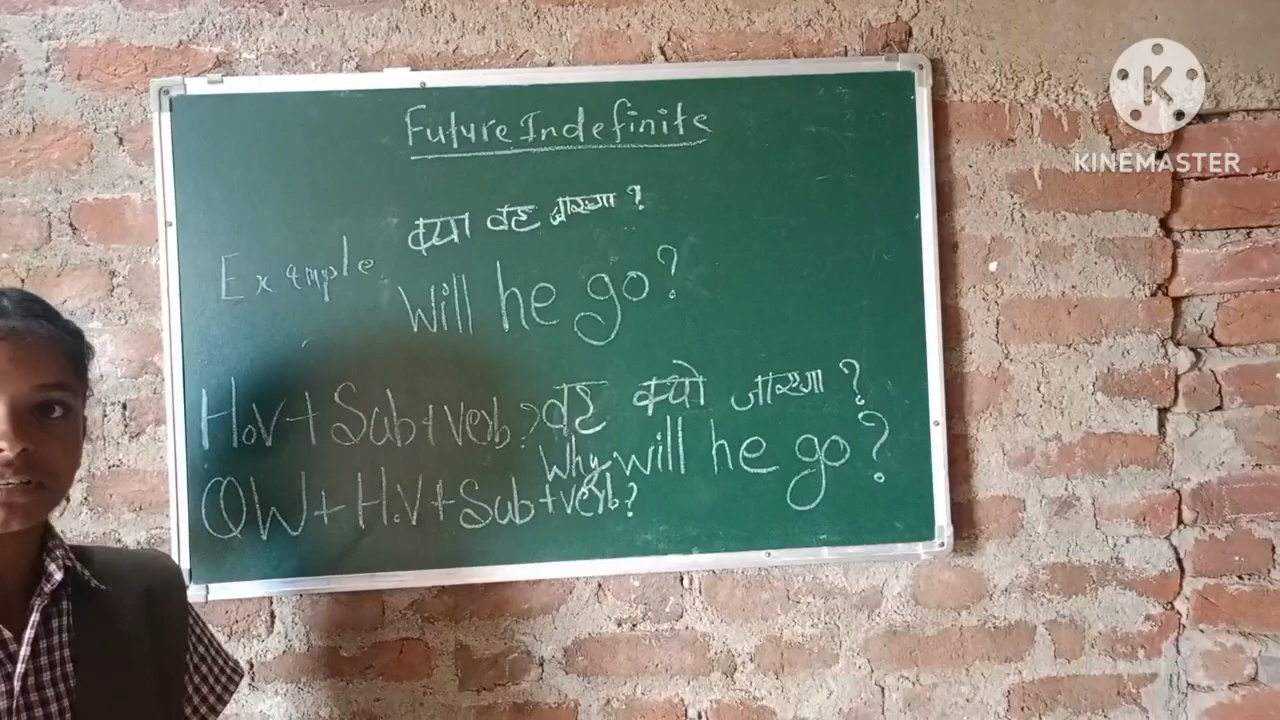 Future Indefinite
क्या वह जाएगा ?
Example
Will he go?
H.V + Sub + Verb ?
वह क्यो जाएगा ?
Why will he go?
QW + H.V + Sub + verb?
K
KINEMASTER